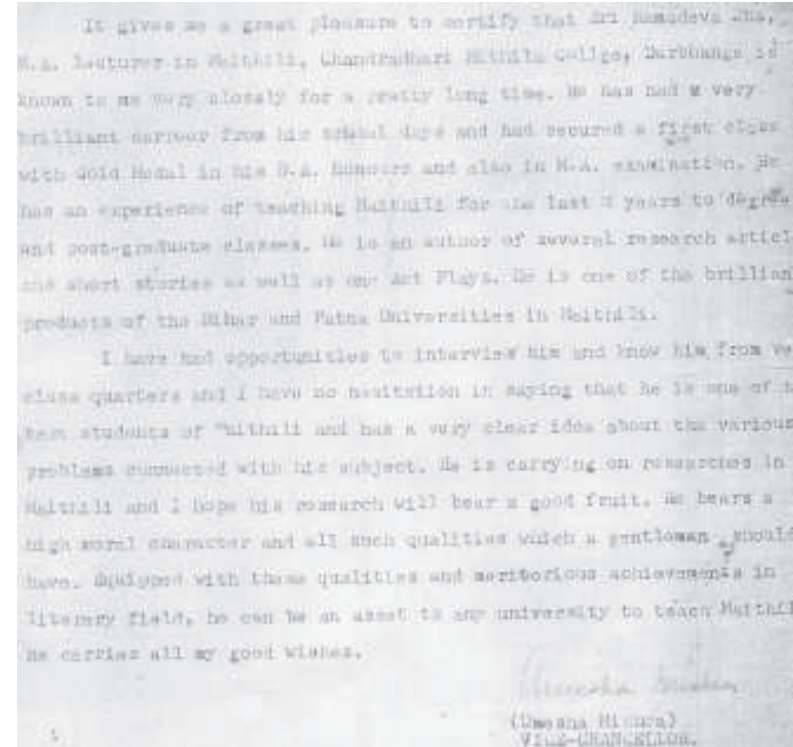 It gives me a great pleasure to certify that Sri Ramadeva Jha,
M.A. Lecturer in Maithili, Chandradhari Mithila College, Darbhanga is
known to me very closely for a pretty long time. He has had a very
brilliant carrear from his school days and had secured a first class
with Gold Medal in his B.A. Honours and also in M.A. examination. He
has an experience of teaching Maithili for the last years to degree
and post-graduate classes. He is an author of several research articl
and short stories as well as One Act Plays. He is one of the brillian
products of the Bihar and Patna Universities in Maithili.
I have had opportunities to interview him and know him from ve
close quarters and I have no hesitation in saying that he is one of t
best students of Maithili and has a very clear idea about the various
problems connected with his subject. He is carrying on researches in
Maithili and I hope his research will bear a good fruit. He bears a
high moral character and all such qualities which a gentleman should
have. Equipped with these qualities and meritorious achievements in
literary field, he can be an asset to any university to teach Maithil
He carries all my good wishes.
Umesha Mishra
(Umesha Mishra)
VICE-CHANCELLOR.